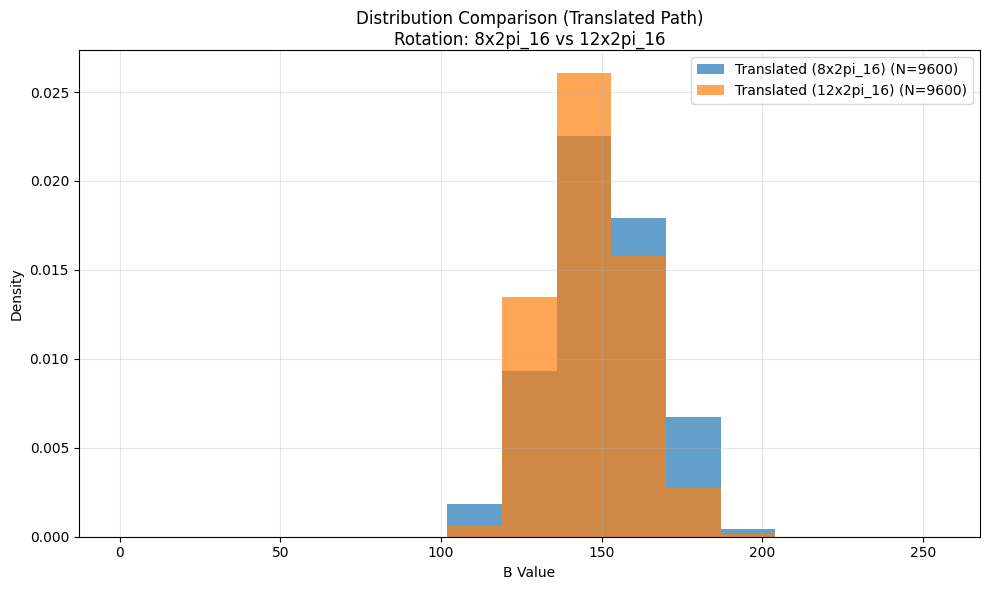 Distribution Comparison (Translated Path)
Rotation: 8x2pi_16 vs 12x2pi_16
Translated (8x2pi_16) (N=9600)
Translated (12x2pi_16) (N=9600)
Density
0.025
0.020
0.015
0.010
0.005
0.000
0 50 100 150 200 250
B Value